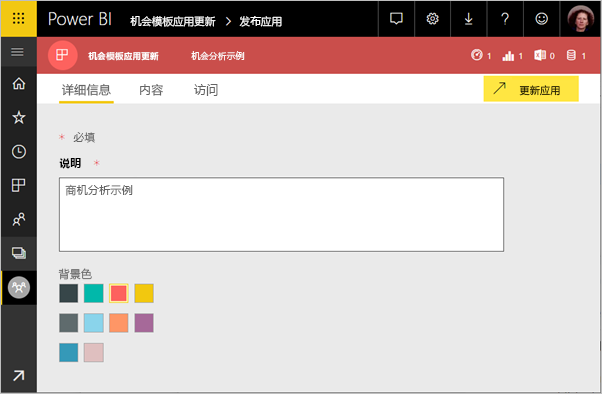 Power BI 机会模板应用更新 > 发布应用
机会模板应用更新 机会分析示例 1 1 0 1
详细信息 内容 访问 更新应用
* 必填
说明 *
商机分析示例
背景色